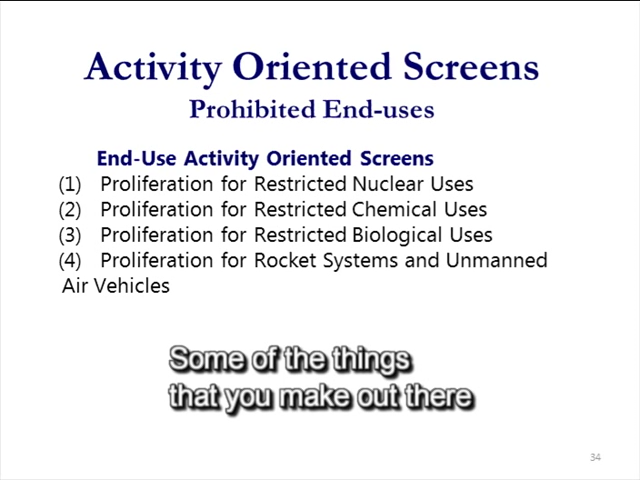 Activity Oriented Screens
Prohibited End-uses
End-Use Activity Oriented Screens
(1) Proliferation for Restricted Nuclear Uses
(2) Proliferation for Restricted Chemical Uses
(3) Proliferation for Restricted Biological Uses
(4) Proliferation for Rocket Systems and Unmanned
Air Vehicles
Some of the things
that you make out there
34